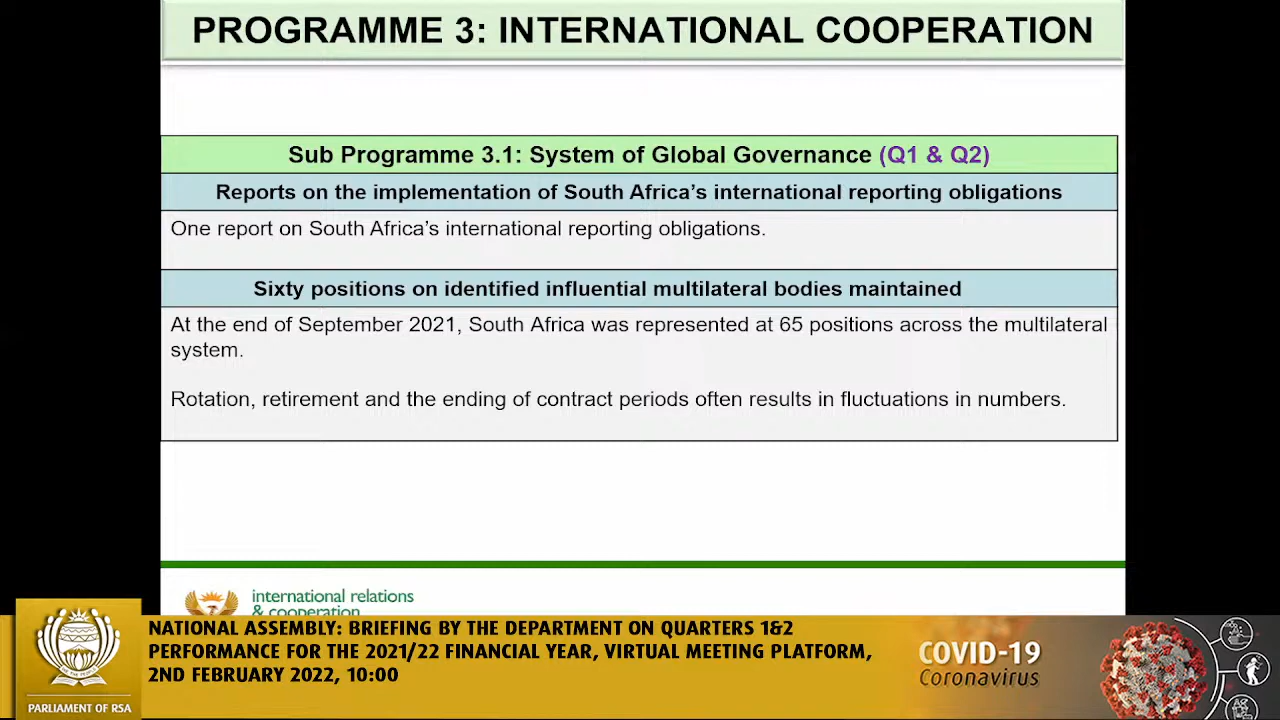 PROGRAMME 3: INTERNATIONAL COOPERATION
Sub Programme 3.1: System of Global Governance (Q1 & Q2)
Reports on the implementation of South Africa's international reporting obligations
One report on South Africa's international reporting obligations.
Sixty positions on identified influential multilateral bodies maintained
At the end of September 2021, South Africa was represented at 65 positions across the multilateral
system.
Rotation, retirement and the ending of contract periods often results in fluctuations in numbers.
international relations
& cooperation
NATIONAL ASSEMBLY: BRIEFING BY THE DEPARTMENT ON QUARTERS 1&2
PERFORMANCE FOR THE 2021/22 FINANCIAL YEAR, VIRTUAL MEETING PLATFORM,
2ND FEBRUARY 2022, 10:00
PARLIAMENT OF RSA
COVID-19
Coronavirus